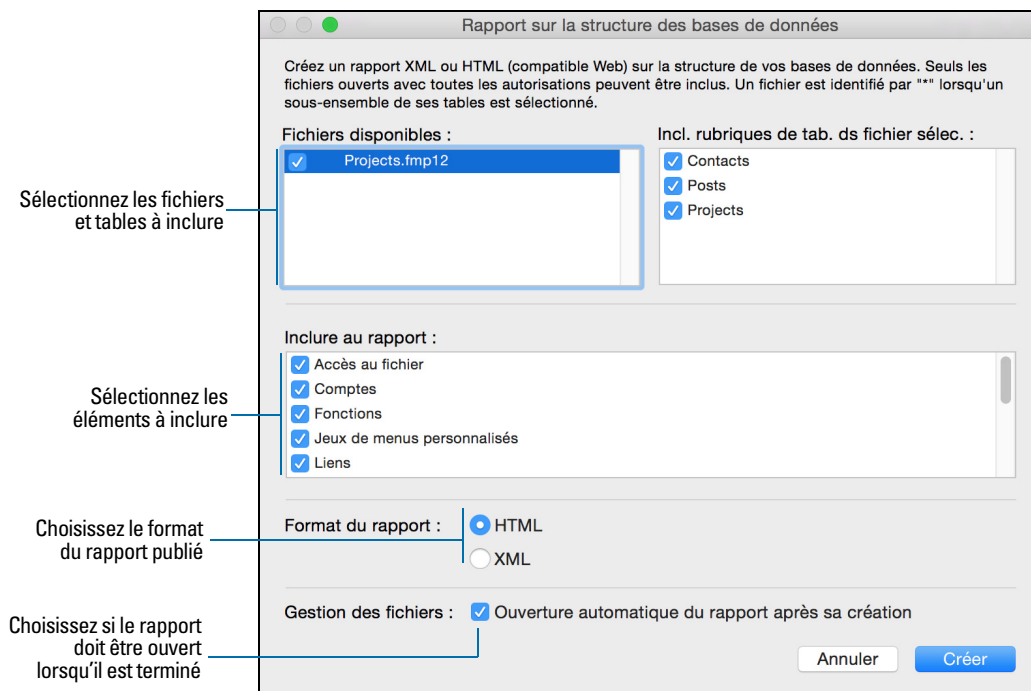 Rapport sur la structure des bases de données
Créez un rapport XML ou HTML (compatible Web) sur la structure de vos bases de données. Seuls les
fichiers ouverts avec toutes les autorisations peuvent être inclus. Un fichier est identifié par "*" lorsqu'un
sous-ensemble de ses tables est sélectionné.
Fichiers disponibles :
Projects.fmp12
Incl. rubriques de tab. ds fichier sélec. :
Contacts
Posts
Projects
Sélectionnez les fichiers
et tables à inclure
Inclure au rapport :
Accès au fichier
Comptes
Fonctions
Jeux de menus personnalisés
Liens
Sélectionnez les
éléments à inclure
Choisissez le format
du rapport publié
Format du rapport :
HTML
XML
Gestion des fichiers :
Ouverture automatique du rapport après sa création
Choisissez si le rapport
doit être ouvert
lorsqu'il est terminé
Annuler
Créer